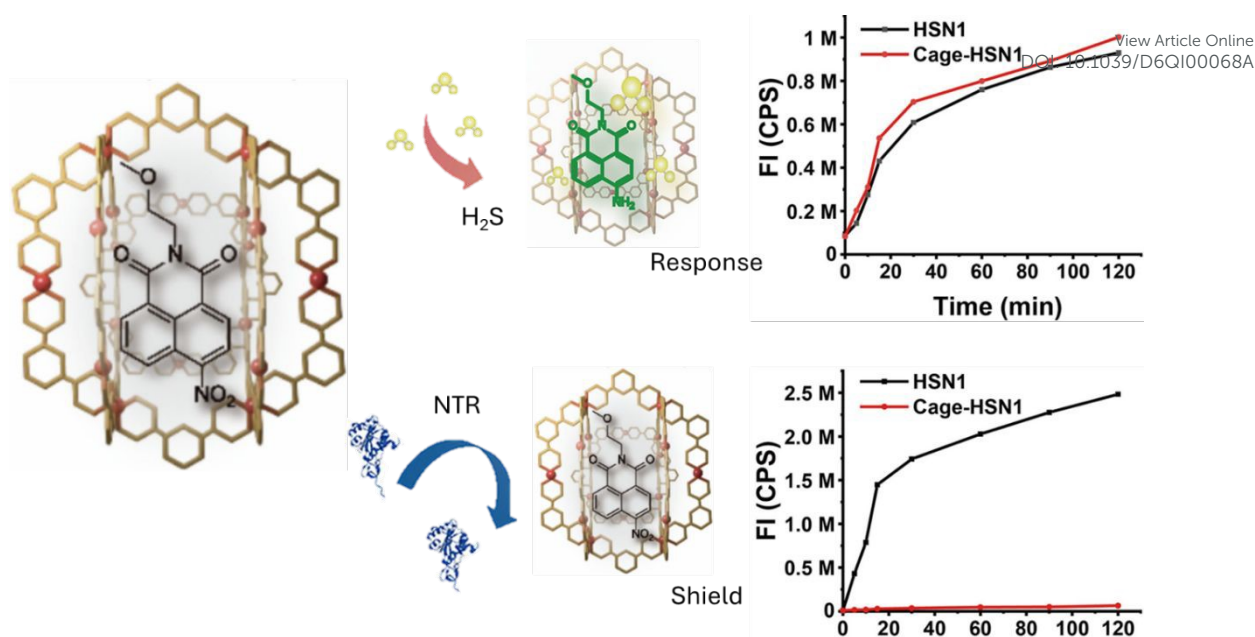 O
O
N
O
NO2
H2S
O
O
N
O
NH2
Response
NTR
O
O
N
O
NO2
Shield
View Article Online
DOI: 10.1039/D6QI00068A
HSN1
Cage-HSN1
FI (CPS)
1 M
0.8 M
0.6 M
0.4 M
0.2 M
0
0 20 40 60 80 100 120
Time (min)
HSN1
Cage-HSN1
FI (CPS)
2.5 M
2.0 M
1.5 M
1.0 M
0.5 M
0
0 20 40 60 80 100 120